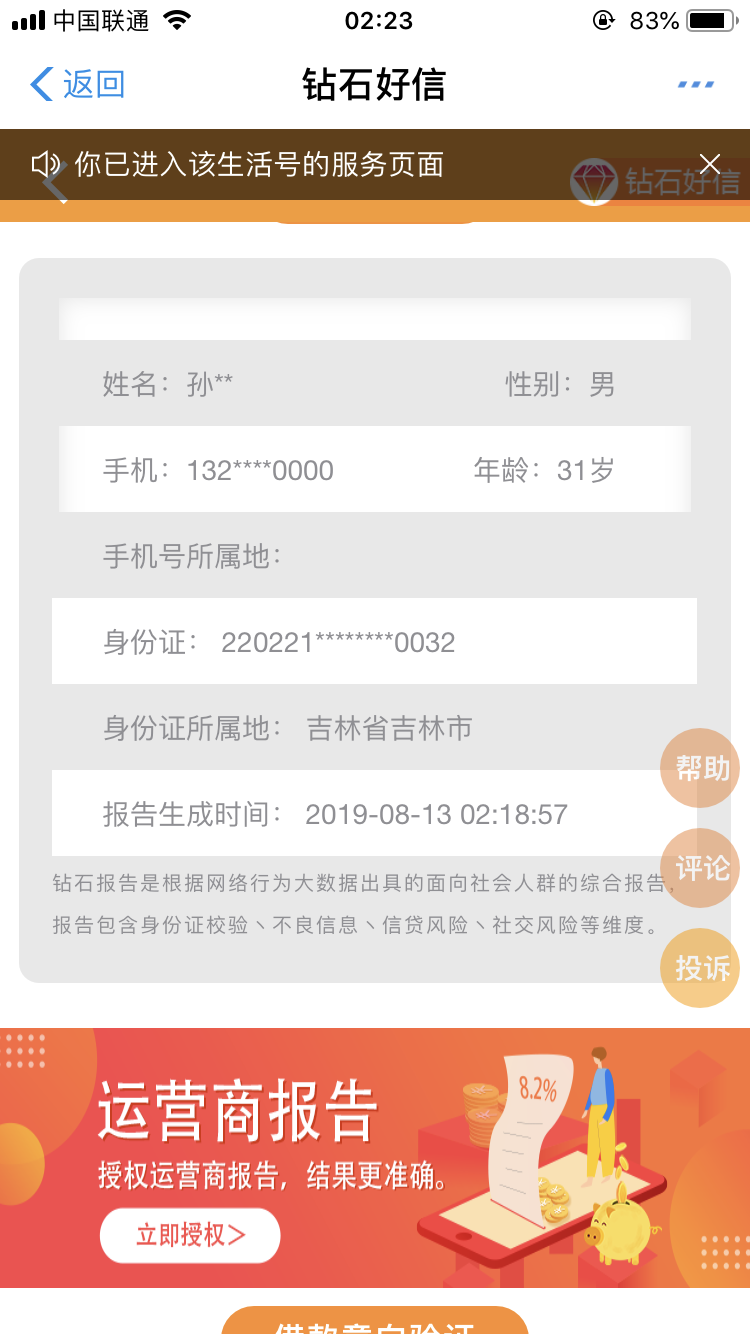 中国联通 02:23 83%
返回 钻石好信
你已进入该生活号的服务页面 钻石好信
姓名：孙** 性别：男
手机：132****0000 年龄：31岁
手机号所属地：
身份证： 220221********0032
身份证所属地： 吉林省吉林市
帮助
报告生成时间： 2019-08-13 02:18:57
评论
钻石报告是根据网络行为大数据出具的面向社会人群的综合报告，
报告包含身份证校验、不良信息、信贷风险、社交风险等维度。
投诉
运营商报告
8.2%
授权运营商报告，结果更准确。
立即授权>
借款意向验证